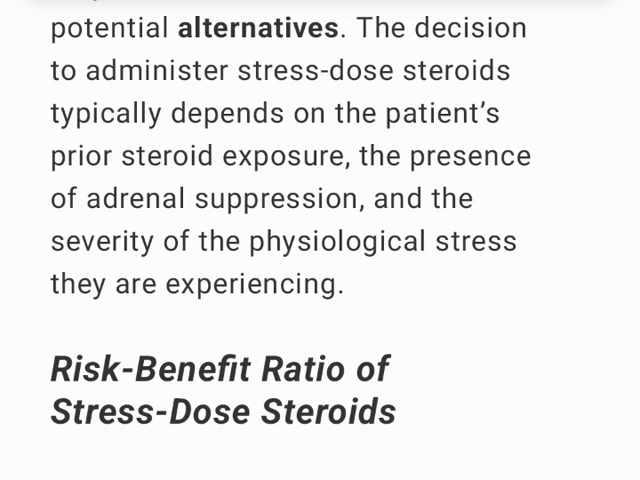 potential alternatives. The decision
to administer stress-dose steroids
typically depends on the patient’s
prior steroid exposure, the presence
of adrenal suppression, and the
severity of the physiological stress
they are experiencing.
Risk-Benefit Ratio of
Stress-Dose Steroids